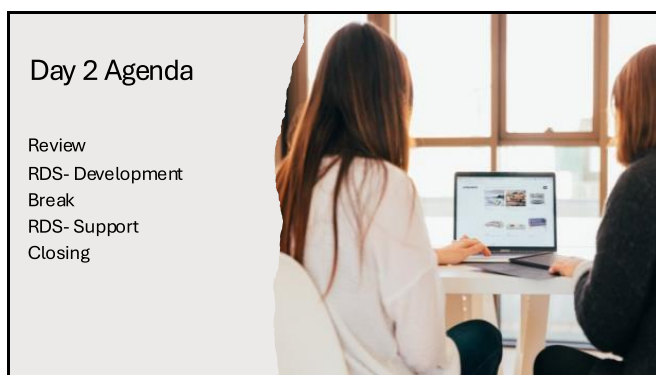 Day 2 Agenda
Review
RDS- Development
Break
RDS- Support
Closing